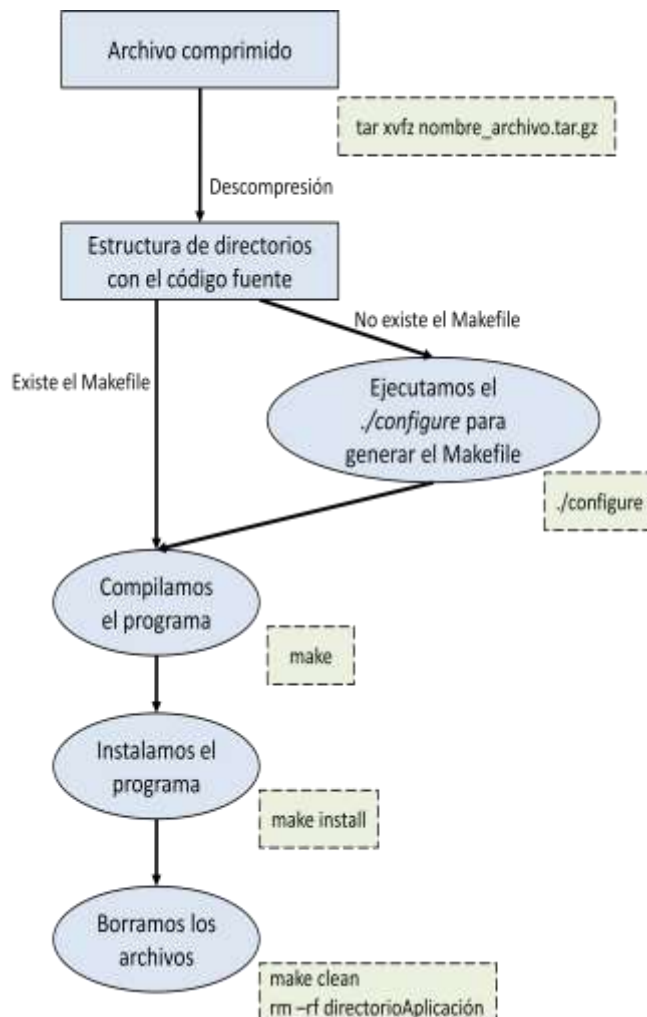 Archivo comprimido
tar xvfz nombre_archivo.tar.gz
Descompresión
Estructura de directorios
con el código fuente
No existe el Makefile
Existe el Makefile
Ejecutamos el
./configure para
generar el Makefile
./configure
Compilamos
el programa
make
Instalamos el
programa
make install
Borramos los
archivos
make clean
rm –rf directorioAplicación